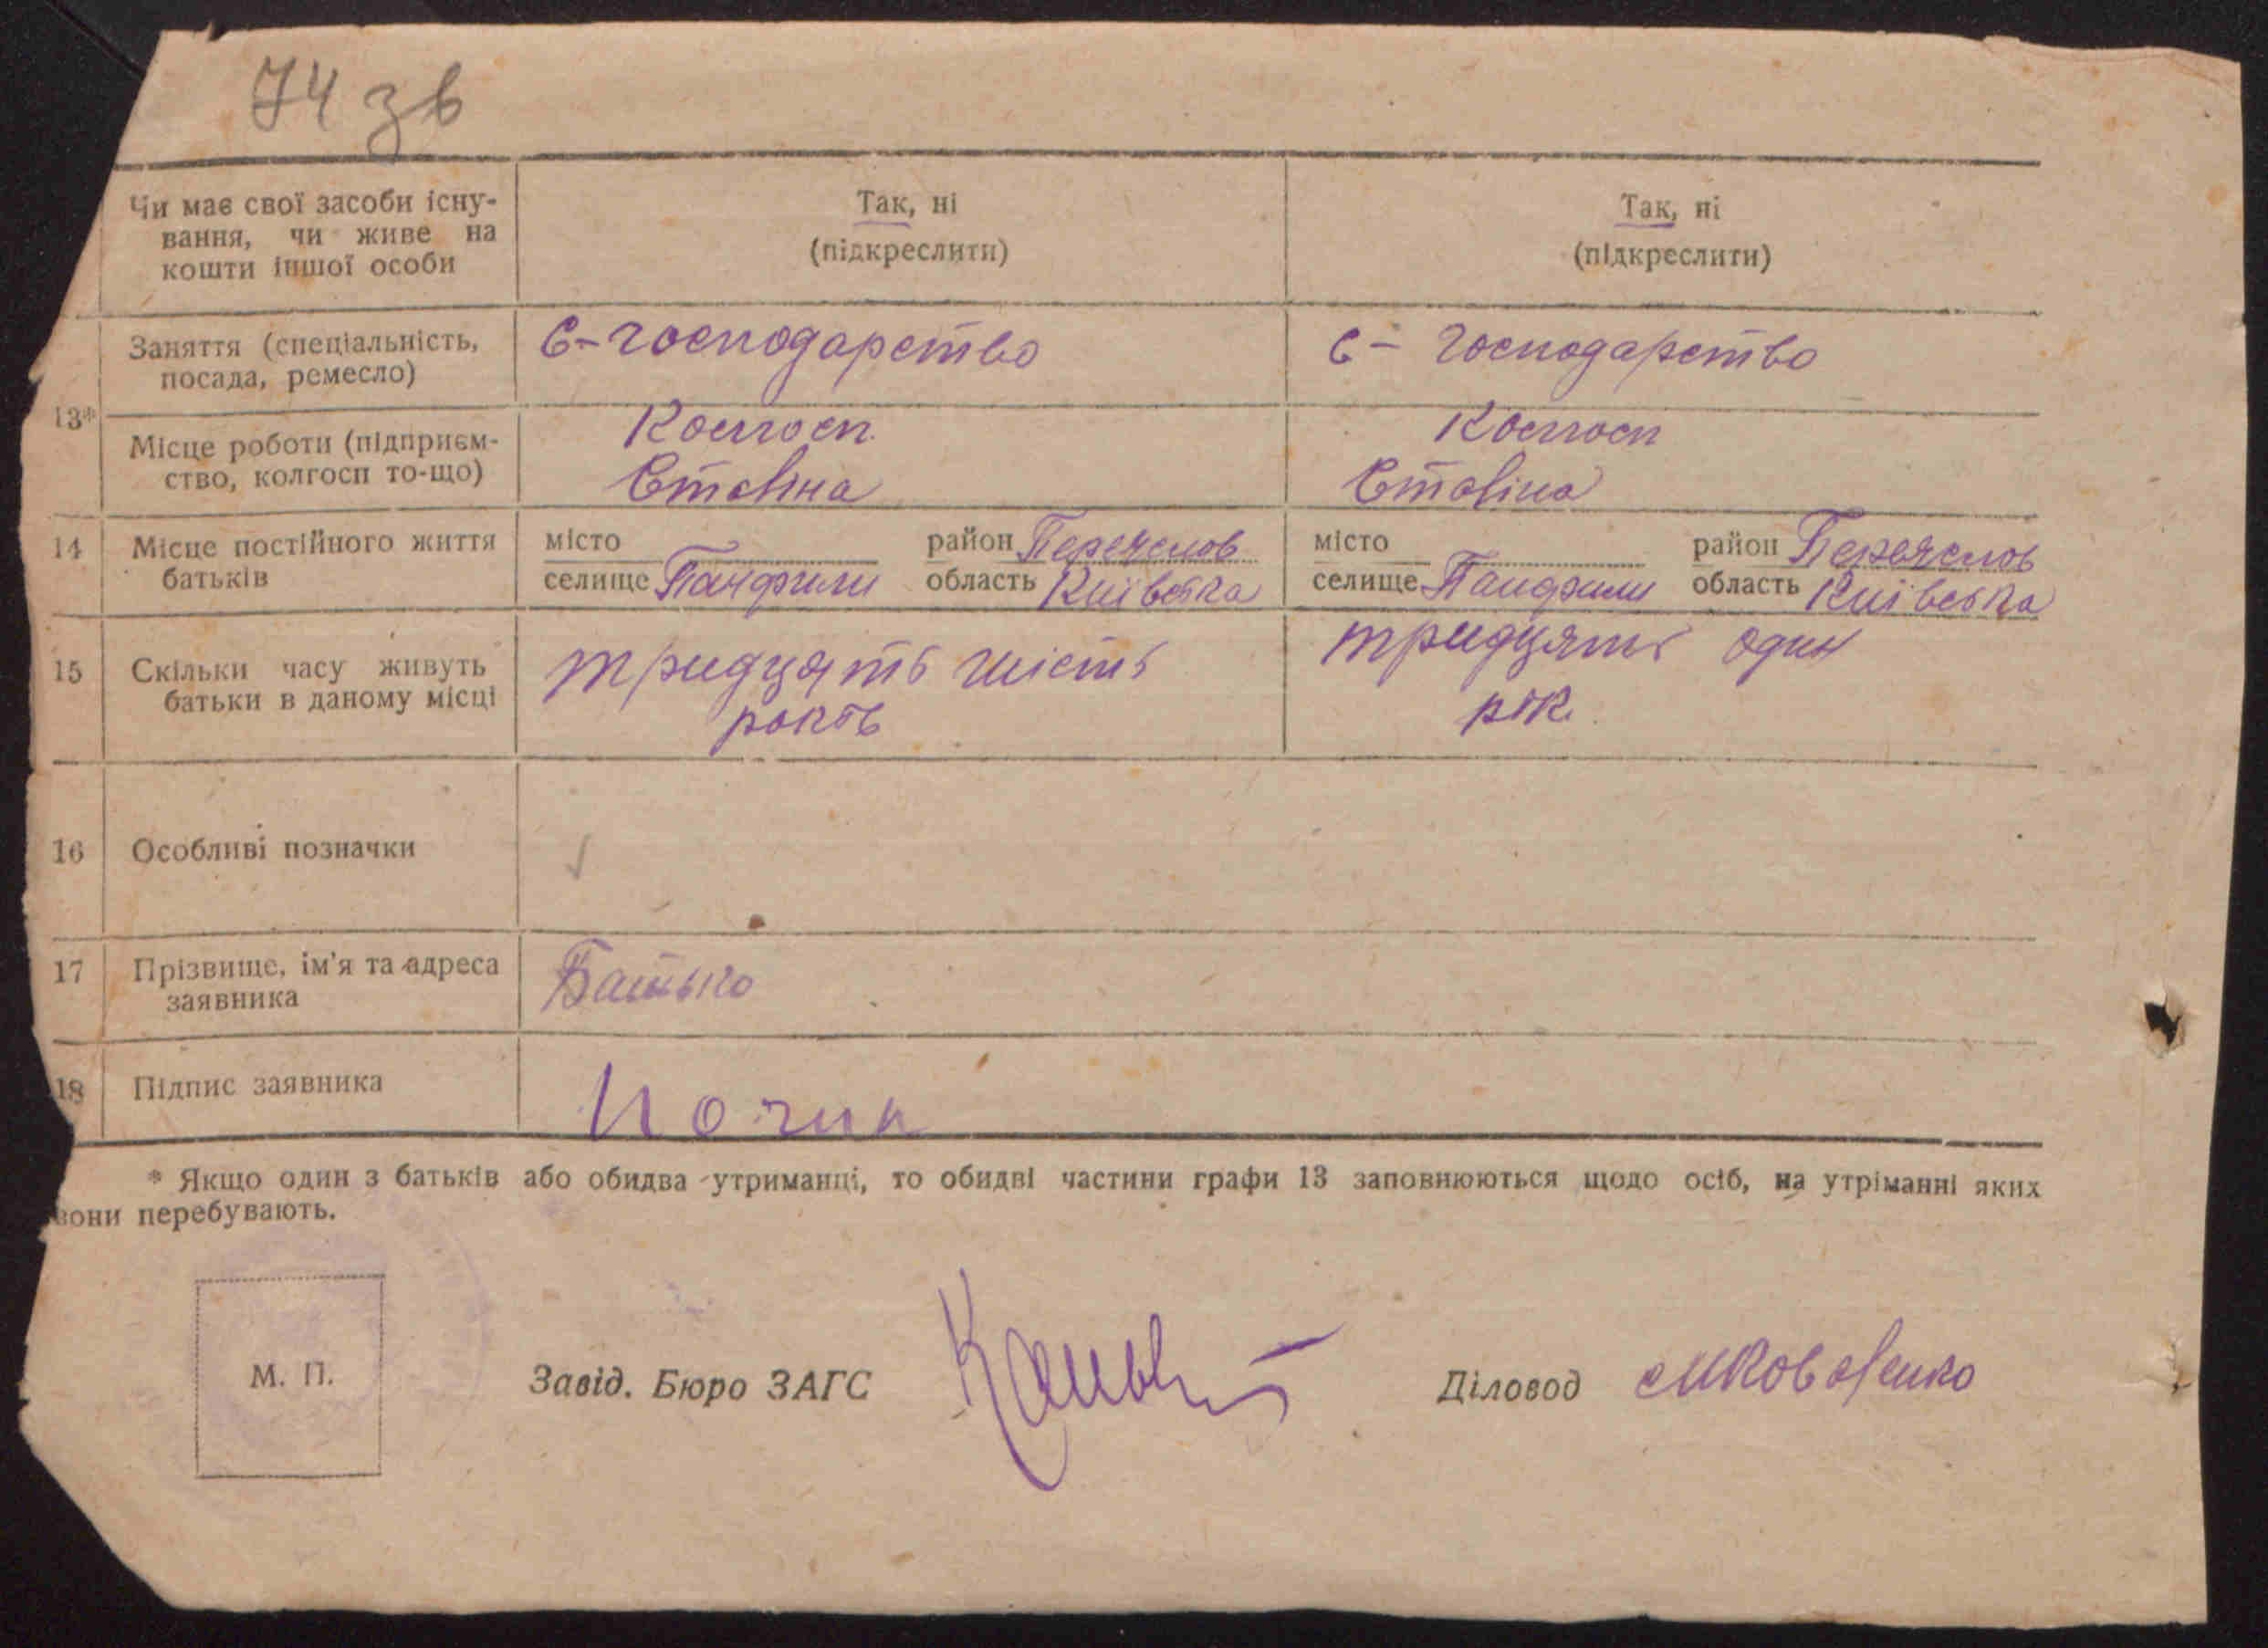 74 зв
Чи має свої засоби існу-
вання, чи живе на
кошти іншої особи
Так, ні
(підкреслити)
Так, ні
(підкреслити)
13*
Заняття (спеціальність,
посада, ремесло)
С-господарство
с- господарство
Місце роботи (підприєм-
ство, колгосп то-що)
Колгосп
Сталіна
Колгосп
Сталіна
14
Місце постійного життя
батьків
місто район Переяслов
селище Панфили область Київська
місто район Переяслов
селище Панфили область Київська
15
Скільки часу живуть
батьки в даному місці
тридцять шість
років
тридцять один
рік.
16
Особливі позначки
17
Прізвище, ім'я та адреса
заявника
Батько
18
Підпис заявника
* Якщо один з батьків або обидва утриманці, то обидві частини графи 13 заповнюються щодо осіб, на утріманні яких
вони перебувають.
М. П.
Завід. Бюро ЗАГС
Діловод